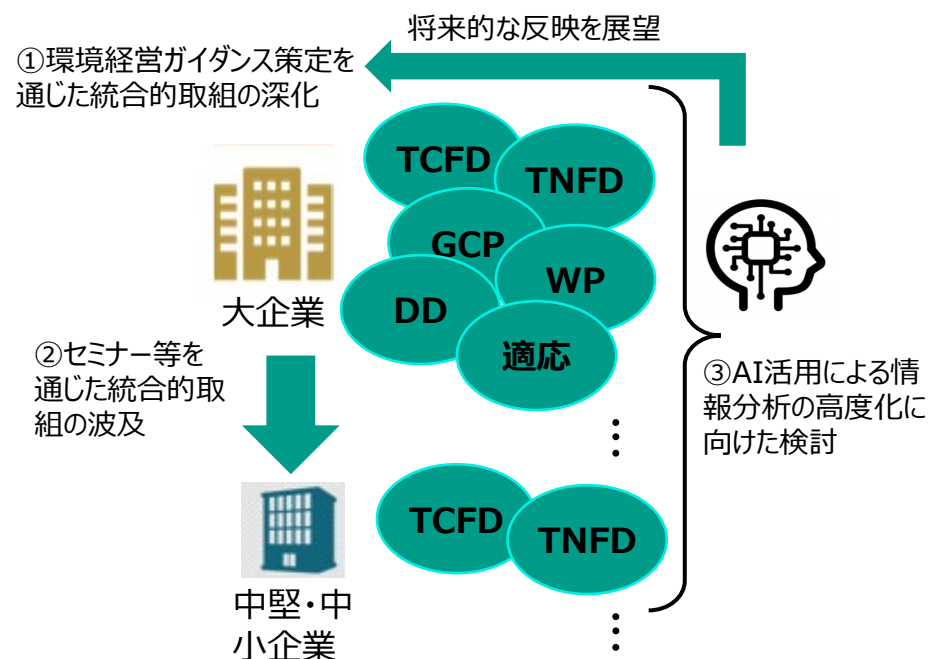 将来的な反映を展望
①環境経営ガイダンス策定を
通じた統合的取組の深化
TCFD
TNFD
GCP
WP
DD
適応
大企業
②セミナー等を
通じた統合的取
組の波及
③AI活用による情
報分析の高度化に
向けた検討
⋮
TCFD
TNFD
中堅・中
小企業
⋮